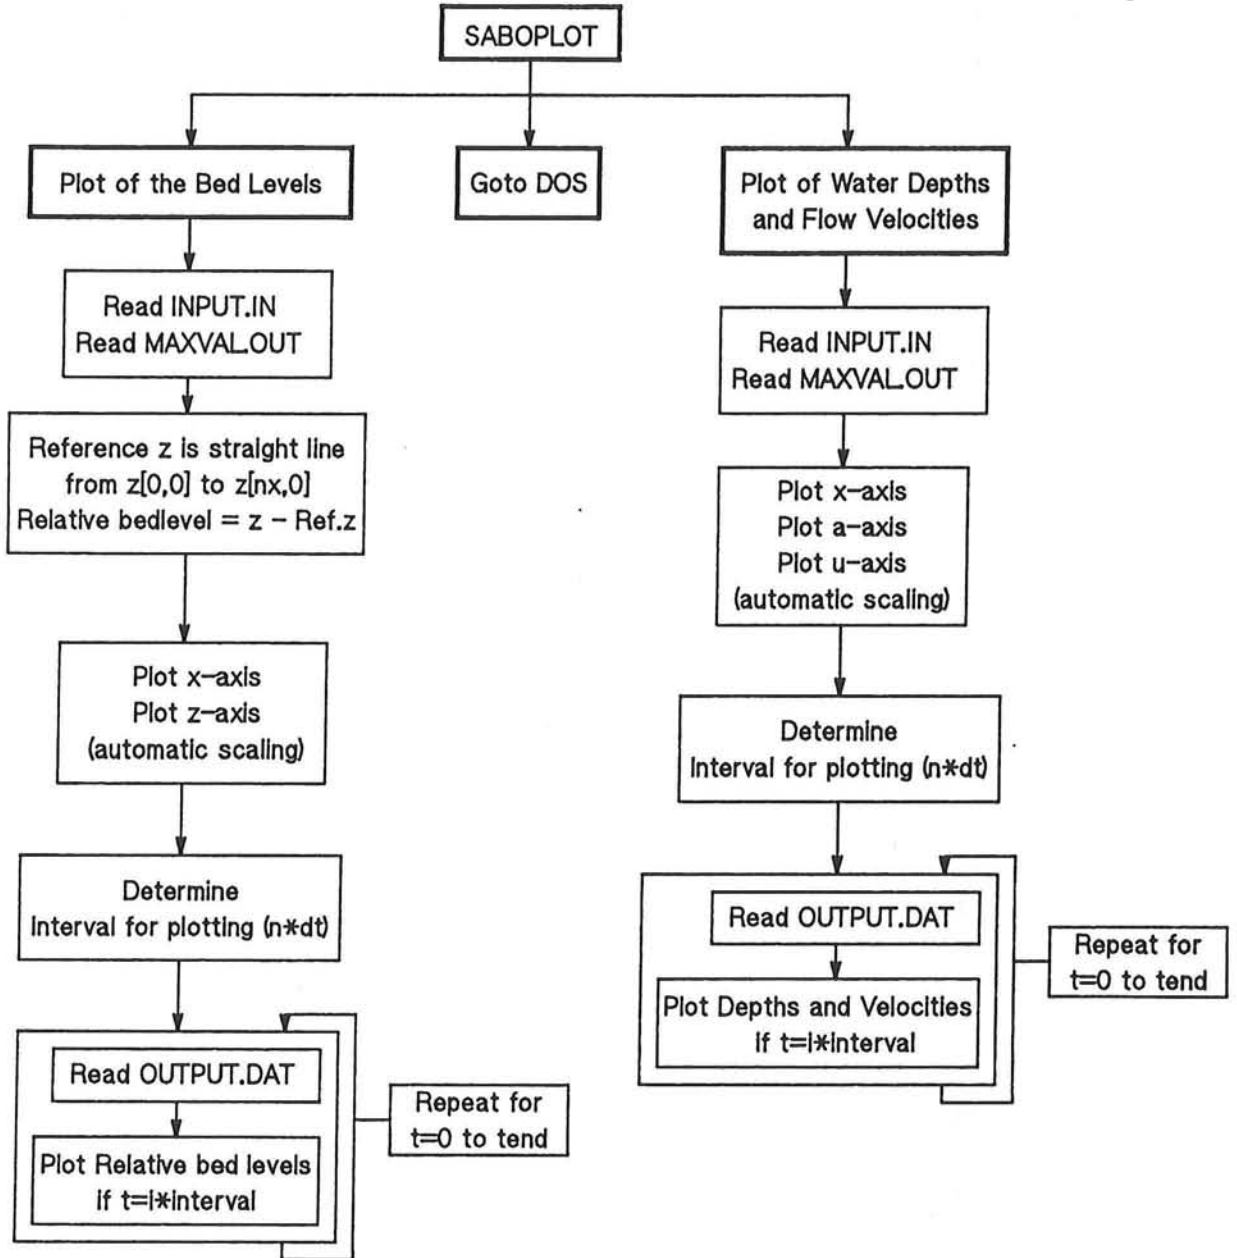 SABOPLOT
Plot of the Bed Levels
Read INPUT.IN
Read MAXVAL.OUT
Reference z is straight line
from z[0,0] to z[nx,0]
Relative bedlevel = z - Ref.z
Plot x-axis
Plot z-axis
(automatic scaling)
Determine
Interval for plotting (n*dt)
Read OUTPUT.DAT
Plot Relative bed levels
if t=i*interval
Repeat for
t=0 to tend
Goto DOS
Plot of Water Depths
and Flow Velocities
Read INPUT.IN
Read MAXVAL.OUT
Plot x-axis
Plot a-axis
Plot u-axis
(automatic scaling)
Determine
Interval for plotting (n*dt)
Read OUTPUT.DAT
Plot Depths and Velocities
if t=i*interval
Repeat for
t=0 to tend